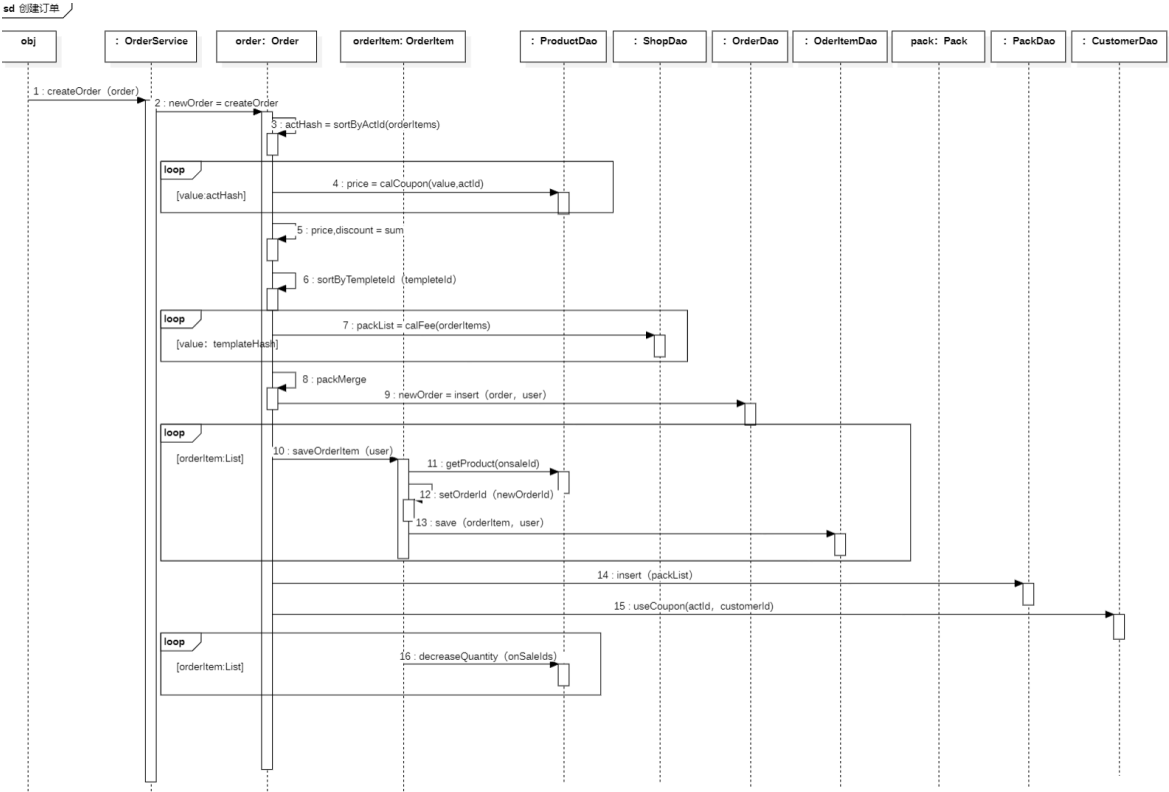 sd 创建订单
obj
：OrderService
order：Order
orderItem: OrderItem
：ProductDao
：ShopDao
：OrderDao
：OderItemDao
pack：Pack
：PackDao
：CustomerDao
1 : createOrder（order）
2 : newOrder = createOrder
3 : actHash = sortByActId(orderItems)
loop
4 : price = calCoupon(value,actId)
[value:actHash]
5 : price,discount = sum
6 : sortByTempleteId（templeteId）
loop
7 : packList = calFee(orderItems)
[value：templateHash]
8 : packMerge
9 : newOrder = insert（order，user）
loop
10 : saveOrderItem（user）
[orderItem:List]
11 : getProduct(onsaleId)
12 : setOrderId（newOrderId）
13 : save（orderItem，user）
14 : insert（packList）
15 : useCoupon(actId，customerId)
loop
16 : decreaseQuantity（onSaleIds）
[orderItem:List]